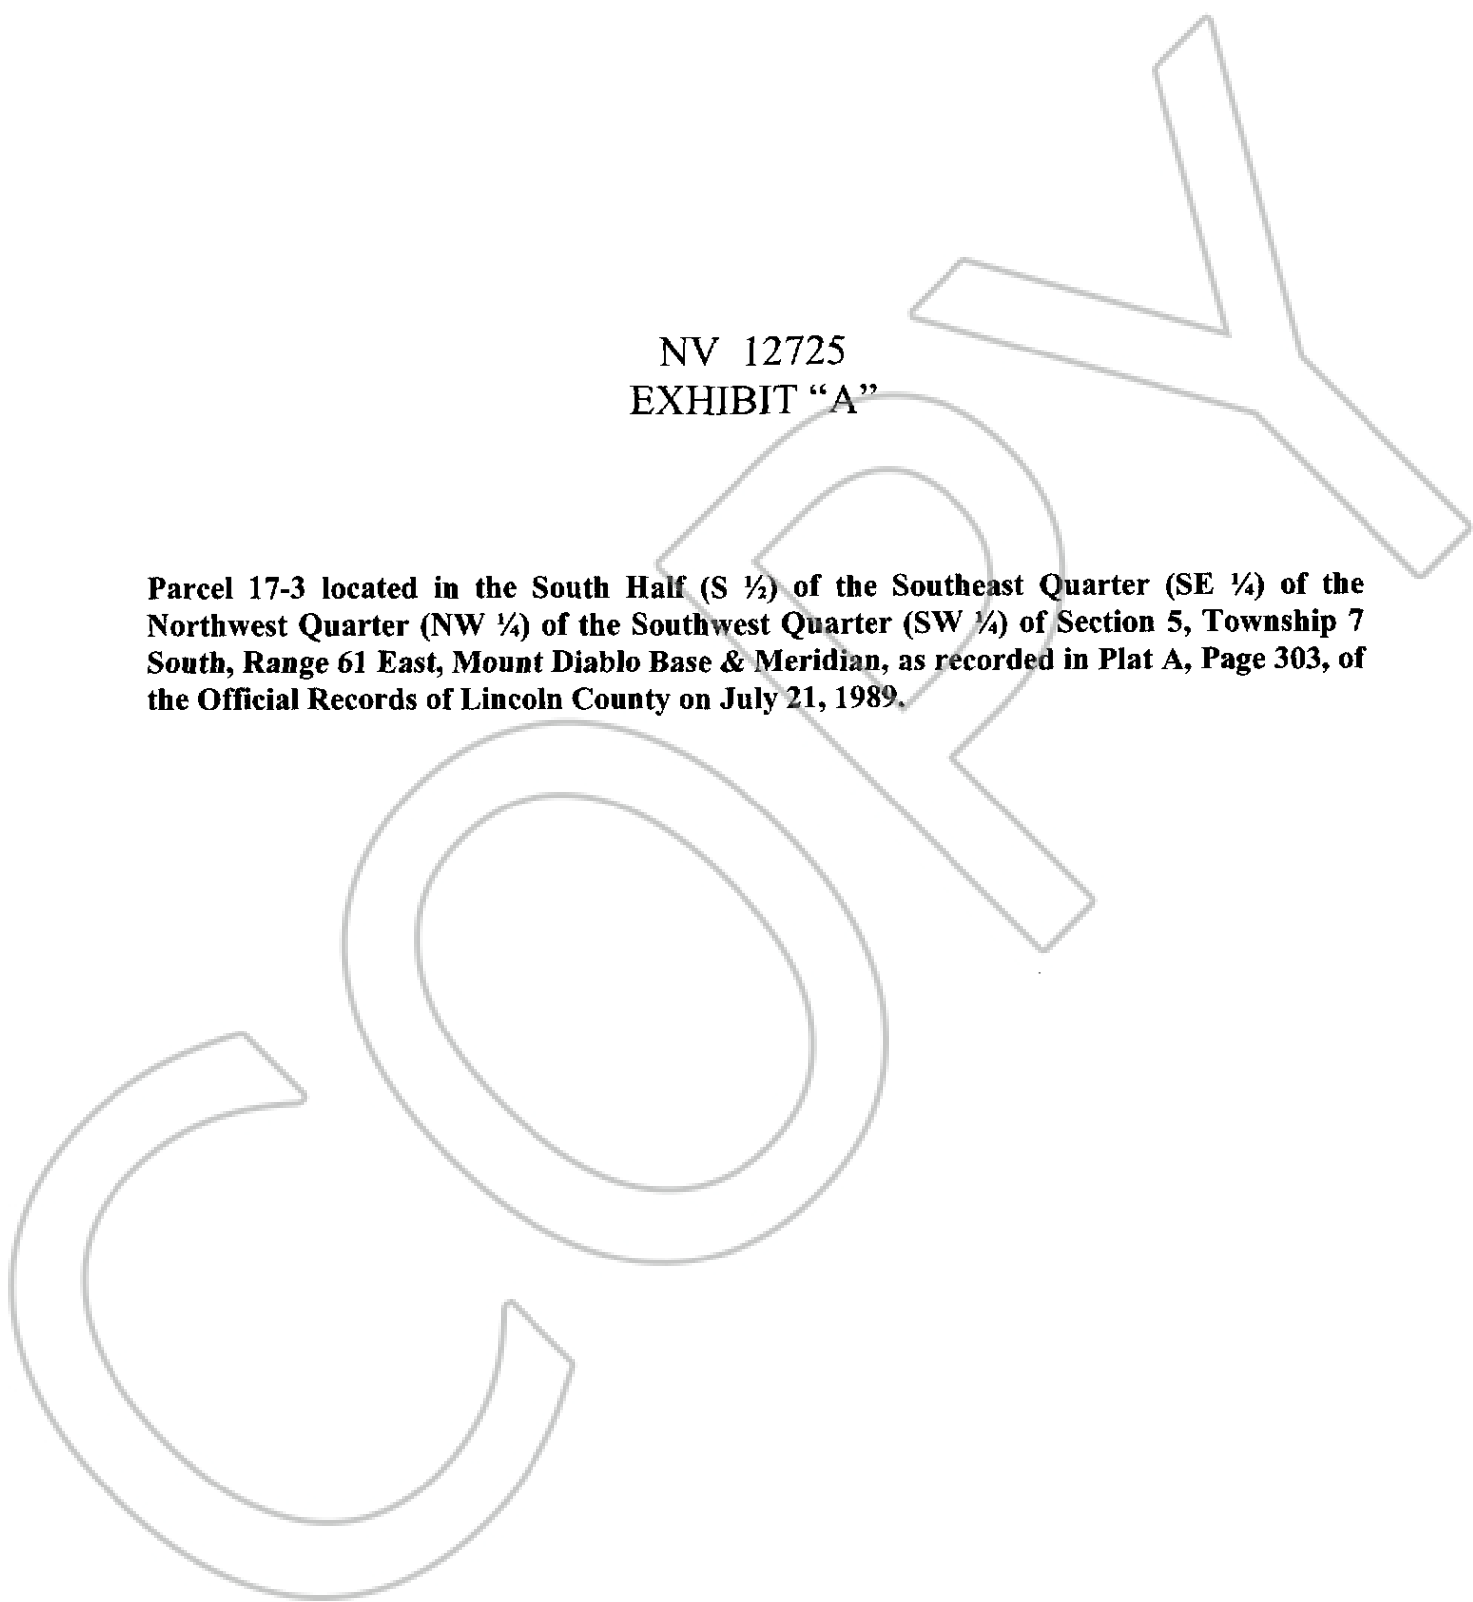 NV 12725
EXHIBIT “A”
Parcel 17-3 located in the South Half (S ½) of the Southeast Quarter (SE ¼) of the
Northwest Quarter (NW ¼) of the Southwest Quarter (SW ¼) of Section 5, Township 7
South, Range 61 East, Mount Diablo Base & Meridian, as recorded in Plat A, Page 303, of
the Official Records of Lincoln County on July 21, 1989.
COPY